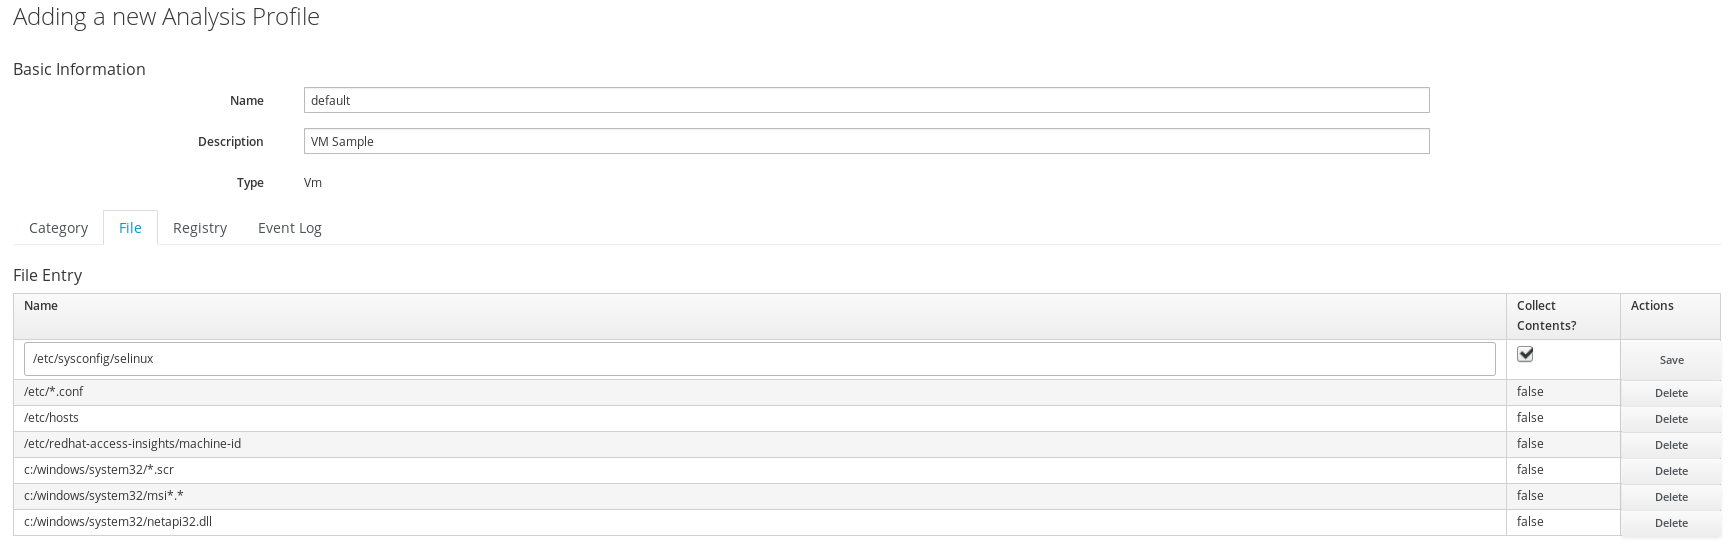 Adding a new Analysis Profile
Basic Information
Name default
Description VM Sample
Type Vm
Category File Registry Event Log
File Entry
Name Collect Contents? Actions
/etc/sysconfig/selinux Save
/etc/*.conf false Delete
/etc/hosts false Delete
/etc/redhat-access-insights/machine-id false Delete
c:/windows/system32/*.scr false Delete
c:/windows/system32/msi*.* false Delete
c:/windows/system32/netapi32.dll false Delete